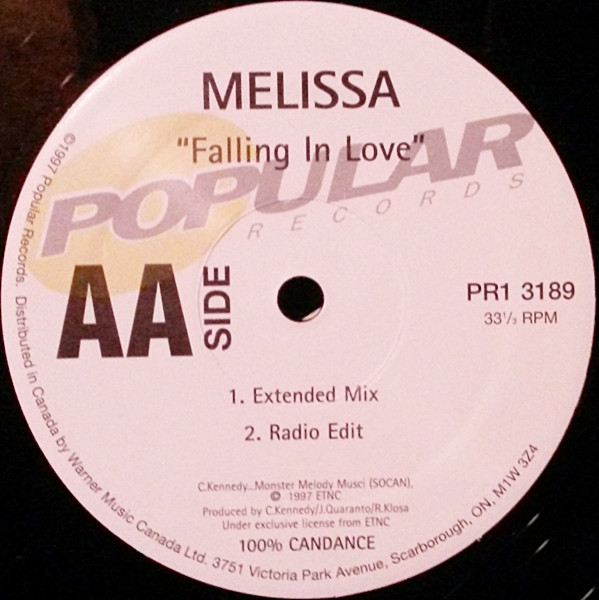 MELISSA
"Falling In Love"
POPULAR
RECORDS
AA SIDE
PR1 3189
33⅓ RPM
1. Extended Mix
2. Radio Edit
C.Kennedy...Monster Melody Musci (SOCAN),
© 1997 ETNC
Produced by C.Kennedy/J.Quaranto/R.Klosa
Under exclusive license from ETNC
100% CANDANCE
©1997 Popular Records. Distributed in Canada by Warner Music Canada Ltd. 3751 Victoria Park Avenue, Scarborough, ON, M1W 3Z4